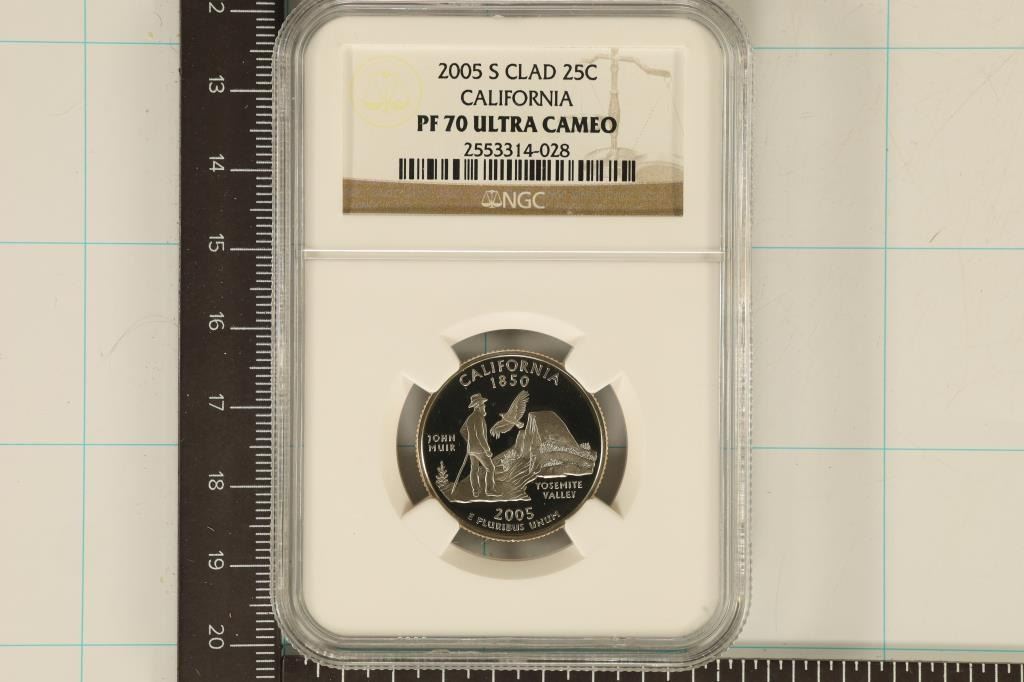 2005 S CLAD 25C
CALIFORNIA
PF 70 ULTRA CAMEO
2553314-028
NGC
CALIFORNIA
1850
JOHN
MUIR
YOSEMITE
VALLEY
2005
E PLURIBUS UNUM
12
13
14
15
16
17
18
19
20